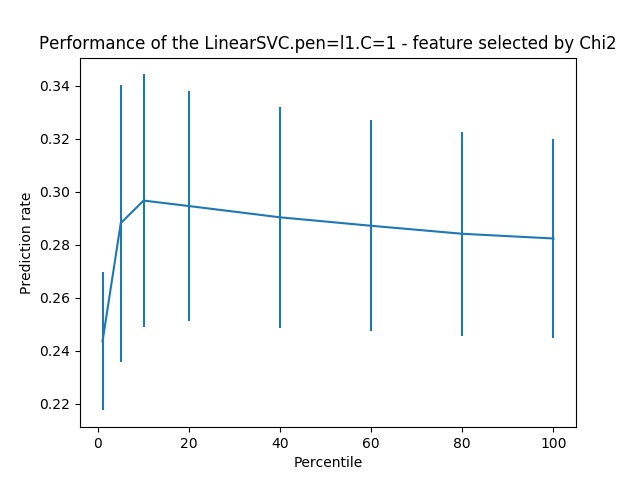 Performance of the LinearSVC.pen=l1.C=1 - feature selected by Chi2
0.34
0.32
0.30
0.28
0.26
0.24
0.22
Prediction rate
0 20 40 60 80 100
Percentile